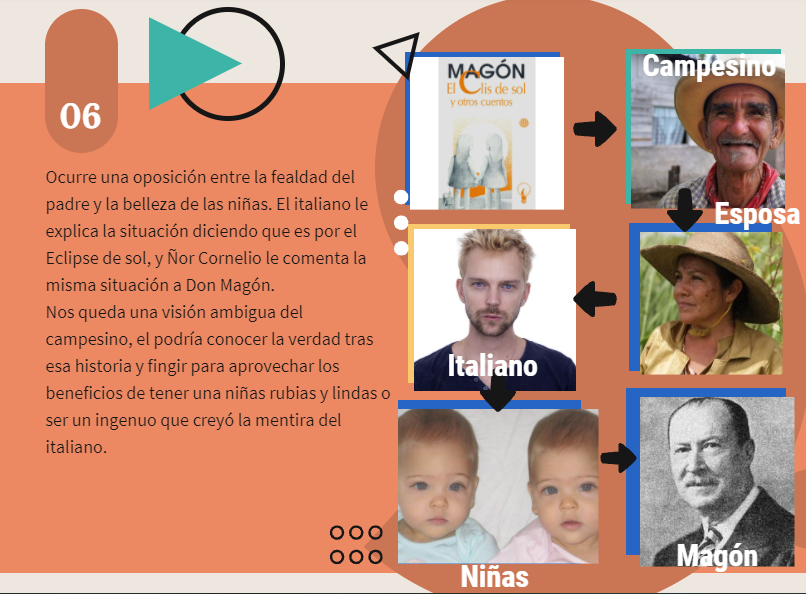 06
Ocurre una oposición entre la fealdad del
padre y la belleza de las niñas. El italiano le
explica la situación diciendo que es por el
Eclipse de sol, y Ñor Cornelio le comenta la
misma situación a Don Magón.
Nos queda una visión ambigua del
campesino, el podría conocer la verdad tras
esa historia y fingir para aprovechar los
beneficios de tener una niñas rubias y lindas o
ser un ingenuo que creyó la mentira del
italiano.
MAGÓN
El Clis de sol
y otros cuentos
Campesino
Esposa
Italiano
Niñas
Magón